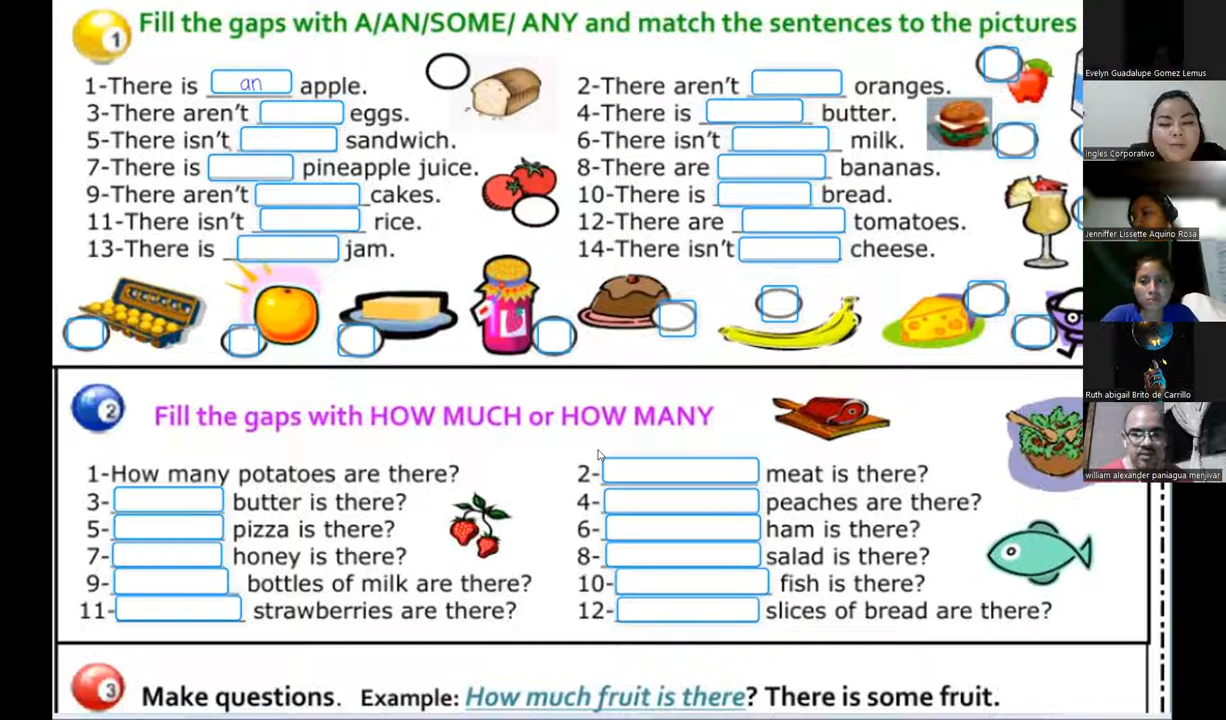 1 Fill the gaps with A/AN/SOME/ ANY and match the sentences to the pictures
1-There is an apple.
2-There aren't oranges.
3-There aren't eggs.
4-There is butter.
5-There isn't sandwich.
6-There isn't milk.
7-There is pineapple juice.
8-There are bananas.
9-There aren't cakes.
10-There is bread.
11-There isn't rice.
12-There are tomatoes.
13-There is jam.
14-There isn't cheese.
2 Fill the gaps with HOW MUCH or HOW MANY
1-How many potatoes are there?
2- meat is there?
3- butter is there?
4- peaches are there?
5- pizza is there?
6- ham is there?
7- honey is there?
8- salad is there?
9- bottles of milk are there?
10- fish is there?
11- strawberries are there?
12- slices of bread are there?
3 Make questions. Example: How much fruit is there? There is some fruit.
Evelyn Guadalupe Gomez Lemus
Ingles Corporativo
Jenniffer Lissette Aquino Rosa
Ruth abigail Brito de Carrillo
william alexander paniagua menjivar